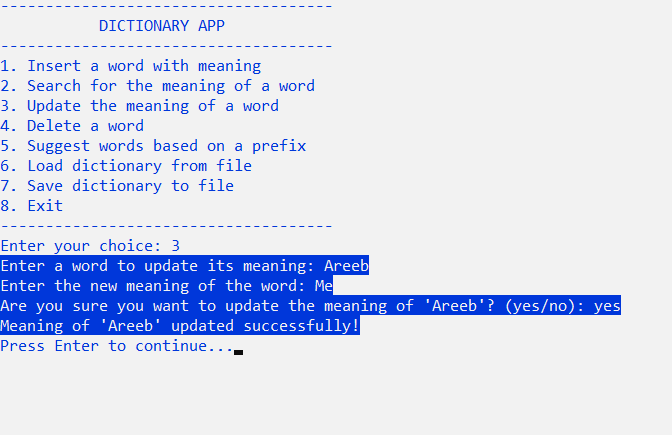 -------------------------------------
DICTIONARY APP
-------------------------------------
1. Insert a word with meaning
2. Search for the meaning of a word
3. Update the meaning of a word
4. Delete a word
5. Suggest words based on a prefix
6. Load dictionary from file
7. Save dictionary to file
8. Exit
-------------------------------------
Enter your choice: 3
Enter a word to update its meaning: Areeb
Enter the new meaning of the word: Me
Are you sure you want to update the meaning of 'Areeb'? (yes/no): yes
Meaning of 'Areeb' updated successfully!
Press Enter to continue...